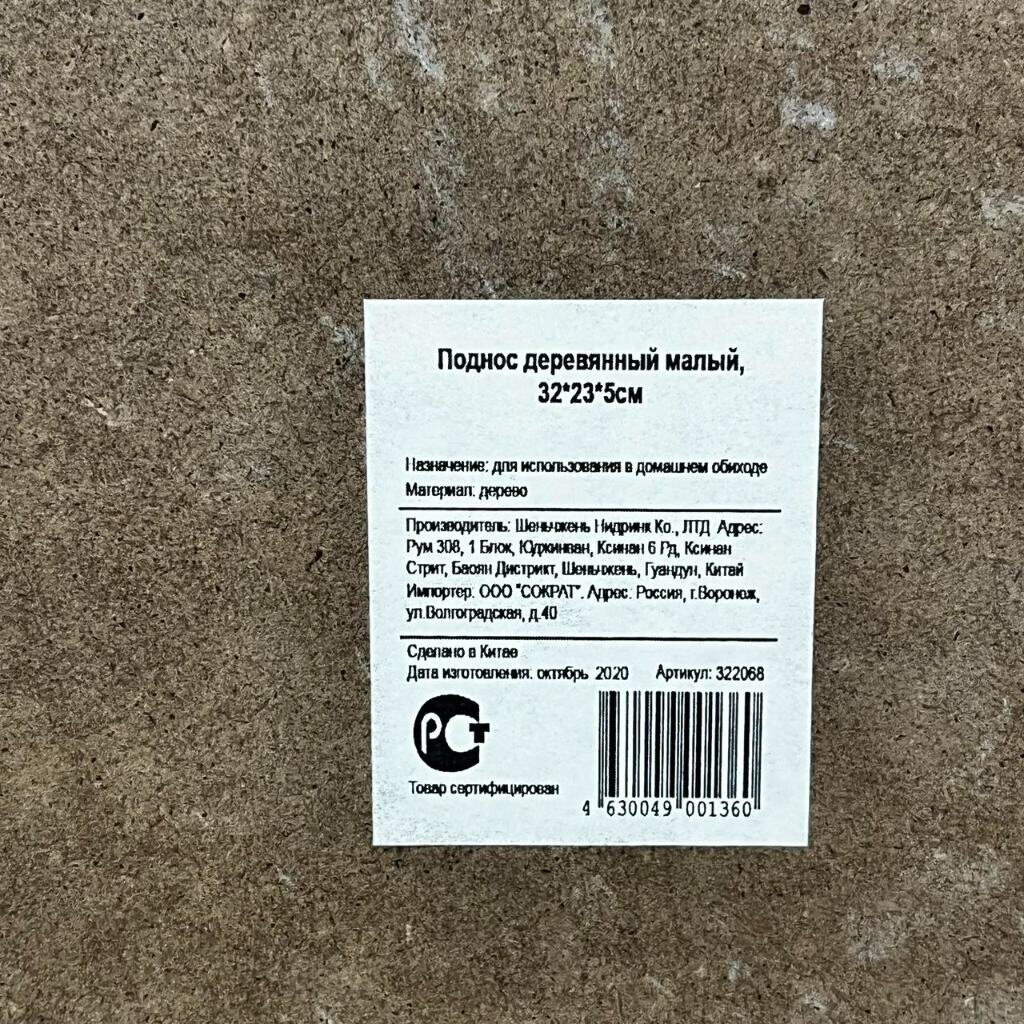 Поднос деревянный малый,
32*23*5см
Назначение: для использования в домашнем обиходе
Материал: дерево
Производитель: Шеньчжень Нидринк Ко., ЛТД Адрес:
Рум 308, 1 Блок, Юджинван, Ксинан 6 Рд, Ксинан
Стрит, Баоян Дистрикт, Шеньчжень, Гуандун, Китай
Импортер: ООО "СОКРАТ". Адрес: Россия, г.Воронеж,
ул.Волгоградская, д.40
Сделано в Китае
Дата изготовления: октябрь 2020 Артикул: 322068
РСТ
Товар сертифицирован
4 630049 001360